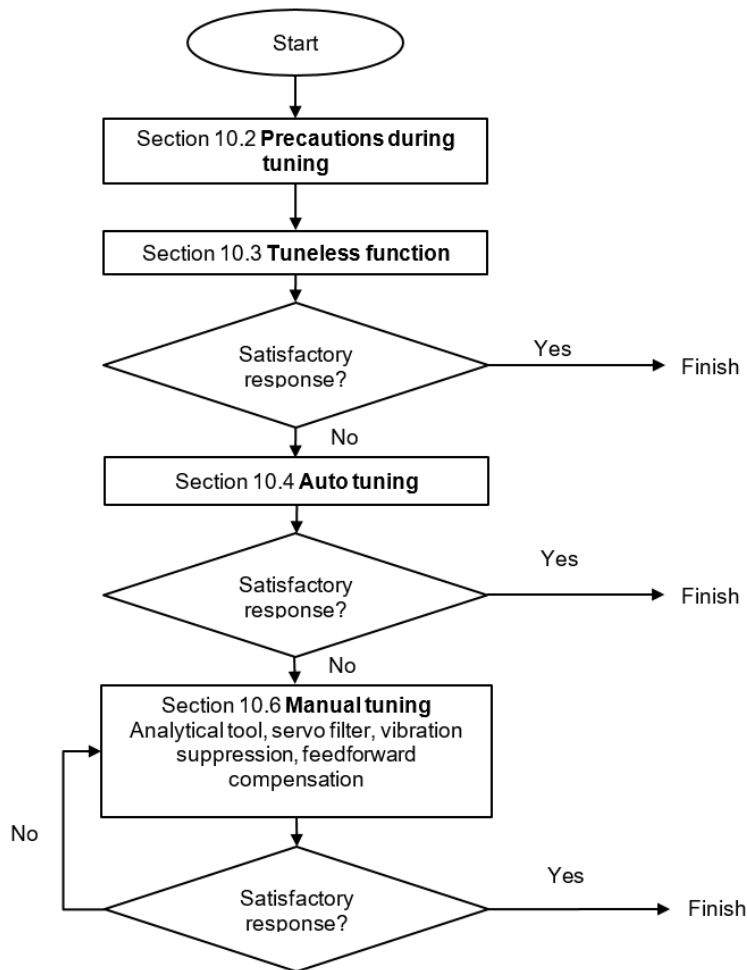 Start
Section 10.2 Precautions during
tuning
Section 10.3 Tuneless function
Satisfactory
response?
Yes
Finish
No
Section 10.4 Auto tuning
Satisfactory
response?
Yes
Finish
No
Section 10.6 Manual tuning
Analytical tool, servo filter, vibration
suppression, feedforward
compensation
No
Satisfactory
response?
Yes
Finish